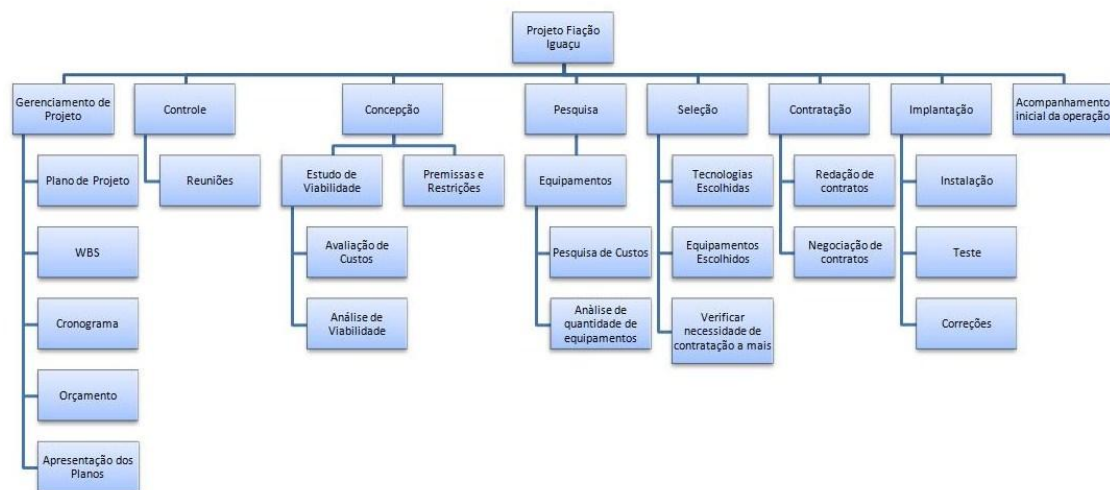 Projeto Fiação
Iguaçu
Gerenciamento de
Projeto
Controle
Concepção
Pesquisa
Seleção
Contratação
Implantação
Acompanhamento
inicial da operação
Plano de Projeto
Reuniões
Estudo de
Viabilidade
Premissas e
Restrições
Equipamentos
Tecnologias
Escolhidas
Redação de
contratos
Instalação
WBS
Avaliação de
Custos
Pesquisa de Custos
Equipamentos
Escolhidos
Negociação de
contratos
Teste
Cronograma
Análise de
Viabilidade
Anàlise de
quantidade de
equipamentos
Verificar
necessidade de
contratação a mais
Correções
Orçamento
Apresentação dos
Planos